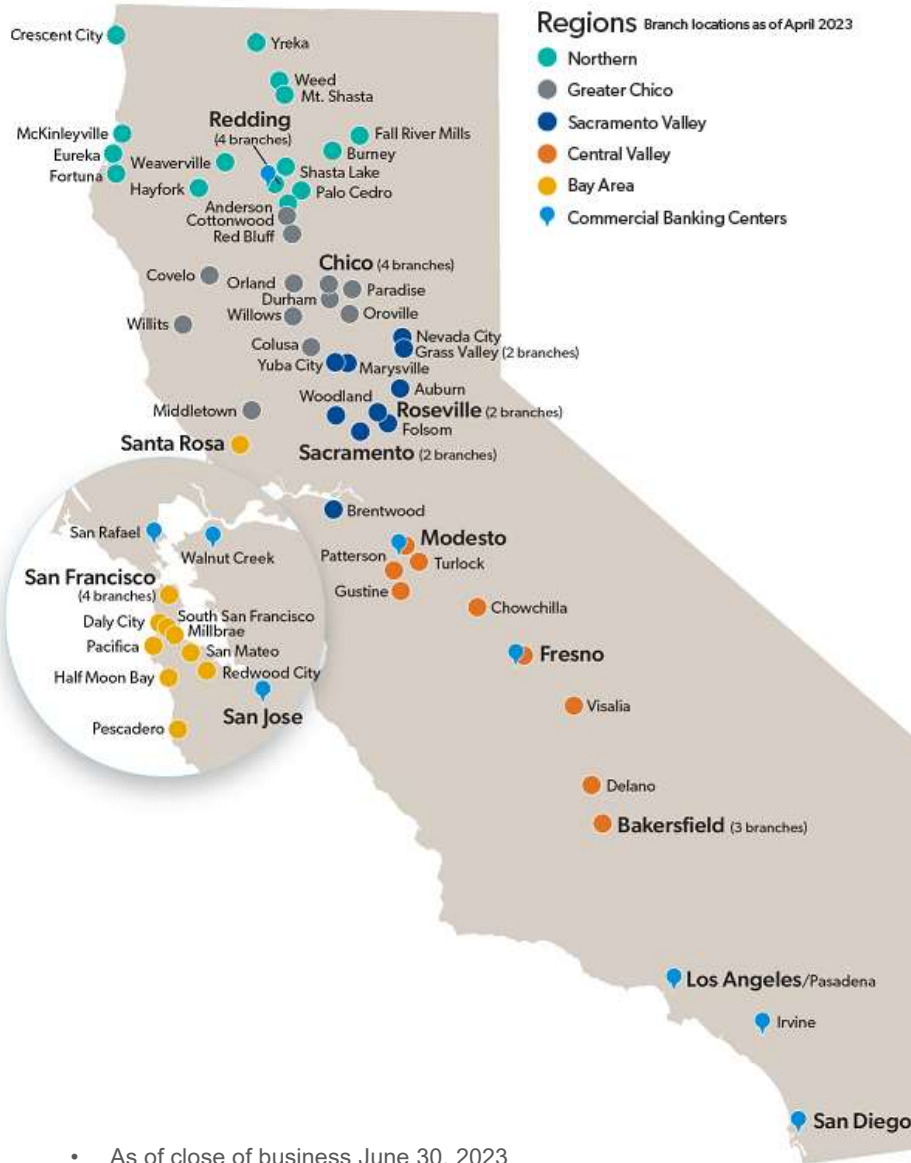 Regions Branch locations as of April 2023
Northern
Greater Chico
Sacramento Valley
Central Valley
Bay Area
Commercial Banking Centers
Crescent City
Yreka
Weed
Mt. Shasta
Redding
(4 branches)
McKinleyville
Fall River Mills
Eureka
Burney
Weaverville
Fortuna
Shasta Lake
Hayfork
Palo Cedro
Anderson
Cottonwood
Red Bluff
Chico (4 branches)
Covelo
Orland
Paradise
Durham
Willows
Oroville
Willits
Nevada City
Colusa
Grass Valley (2 branches)
Yuba City
Marysville
Auburn
Woodland
Middletown
Roseville (2 branches)
Folsom
Santa Rosa
Sacramento (2 branches)
Brentwood
San Rafael
Walnut Creek
Modesto
Patterson
Turlock
San Francisco
(4 branches)
Gustine
Chowchilla
South San Francisco
Daly City
Millbrae
Pacifica
San Mateo
Fresno
Redwood City
Half Moon Bay
San Jose
Visalia
Pescadero
Delano
Bakersfield (3 branches)
Los Angeles/Pasadena
Irvine
San Diego
• As of close of business June 30, 2023